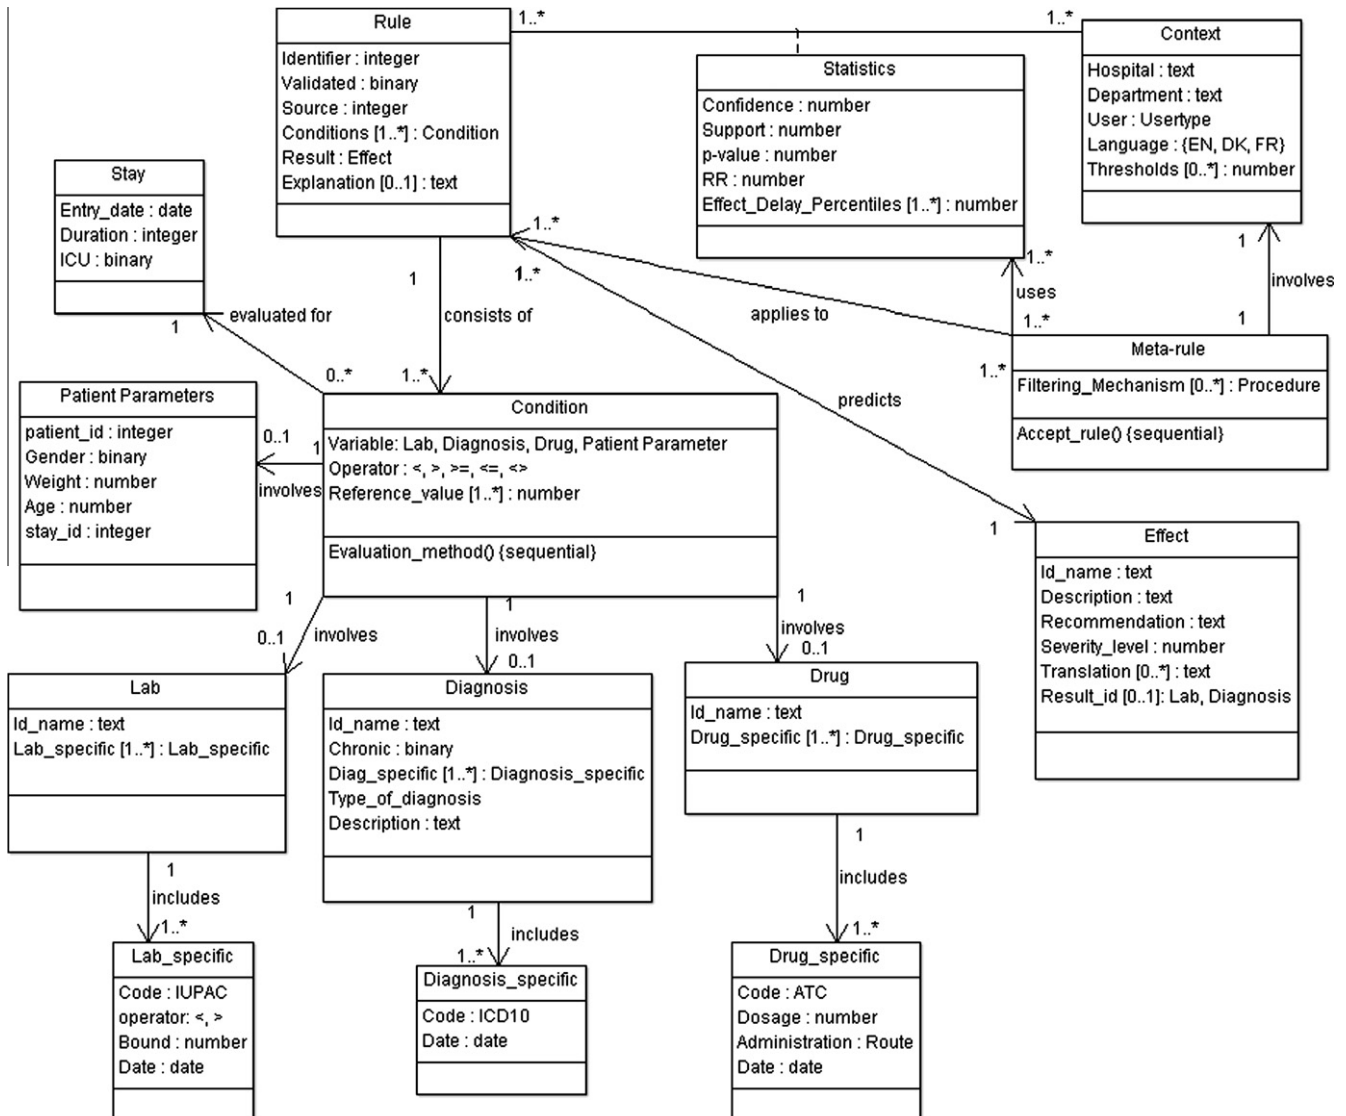 Rule
Identifier : integer
Validated : binary
Source : integer
Conditions [1..*] : Condition
Result : Effect
Explanation [0..1] : text
1..*
1..*
Context
Hospital : text
Department : text
User : Usertype
Language : {EN, DK, FR}
Thresholds [0..*] : number
Statistics
Confidence : number
Support : number
p-value : number
RR : number
Effect_Delay_Percentiles [1..*] : number
Stay
Entry_date : date
Duration : integer
ICU : binary
1
evaluated for
0..*
1
consists of
1..*
1..*
1..*
applies to
1..*
predicts
1
1..*
uses
1..*
1
involves
1
Meta-rule
Filtering_Mechanism [0..*] : Procedure
Accept_rule() {sequential}
Patient Parameters
patient_id : integer
Gender : binary
Weight : number
Age : number
stay_id : integer
0..1
1
involves
Condition
Variable: Lab, Diagnosis, Drug, Patient Parameter
Operator : <, >, >=, <=, <>
Reference_value [1..*] : number
Evaluation_method() {sequential}
Effect
Id_name : text
Description : text
Recommendation : text
Severity_level : number
Translation [0..*] : text
Result_id [0..1]: Lab, Diagnosis
1
involves
0..1
1
involves
0..1
1
involves
0..1
Lab
Id_name : text
Lab_specific [1..*] : Lab_specific
Diagnosis
Id_name : text
Chronic : binary
Diag_specific [1..*] : Diagnosis_specific
Type_of_diagnosis
Description : text
Drug
Id_name : text
Drug_specific [1..*] : Drug_specific
1
includes
1..*
1
includes
1..*
1
includes
1..*
Lab_specific
Code : IUPAC
operator: <, >
Bound : number
Date : date
Diagnosis_specific
Code : ICD10
Date : date
Drug_specific
Code : ATC
Dosage : number
Administration : Route
Date : date